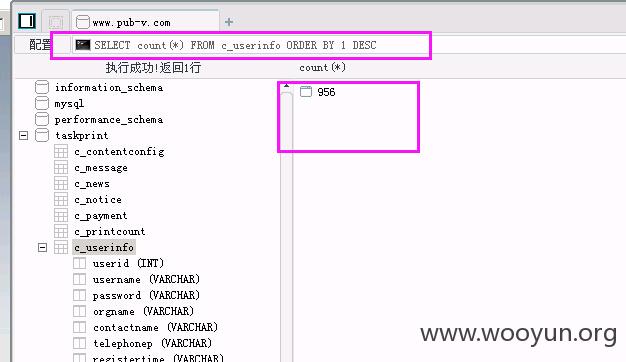 www.pub-v.com
配置
SELECT count(*) FROM c_userinfo ORDER BY 1 DESC
执行成功!返回1行
count(*)
information_schema
956
mysql
performance_schema
taskprint
c_contentconfig
c_message
c_news
c_notice
c_payment
c_printcount
c_userinfo
userid (INT)
username (VARCHAR)
password (VARCHAR)
orgname (VARCHAR)
contactname (VARCHAR)
telephonep (VARCHAR)
registertime (VARCHAR)
www.wooyun.org